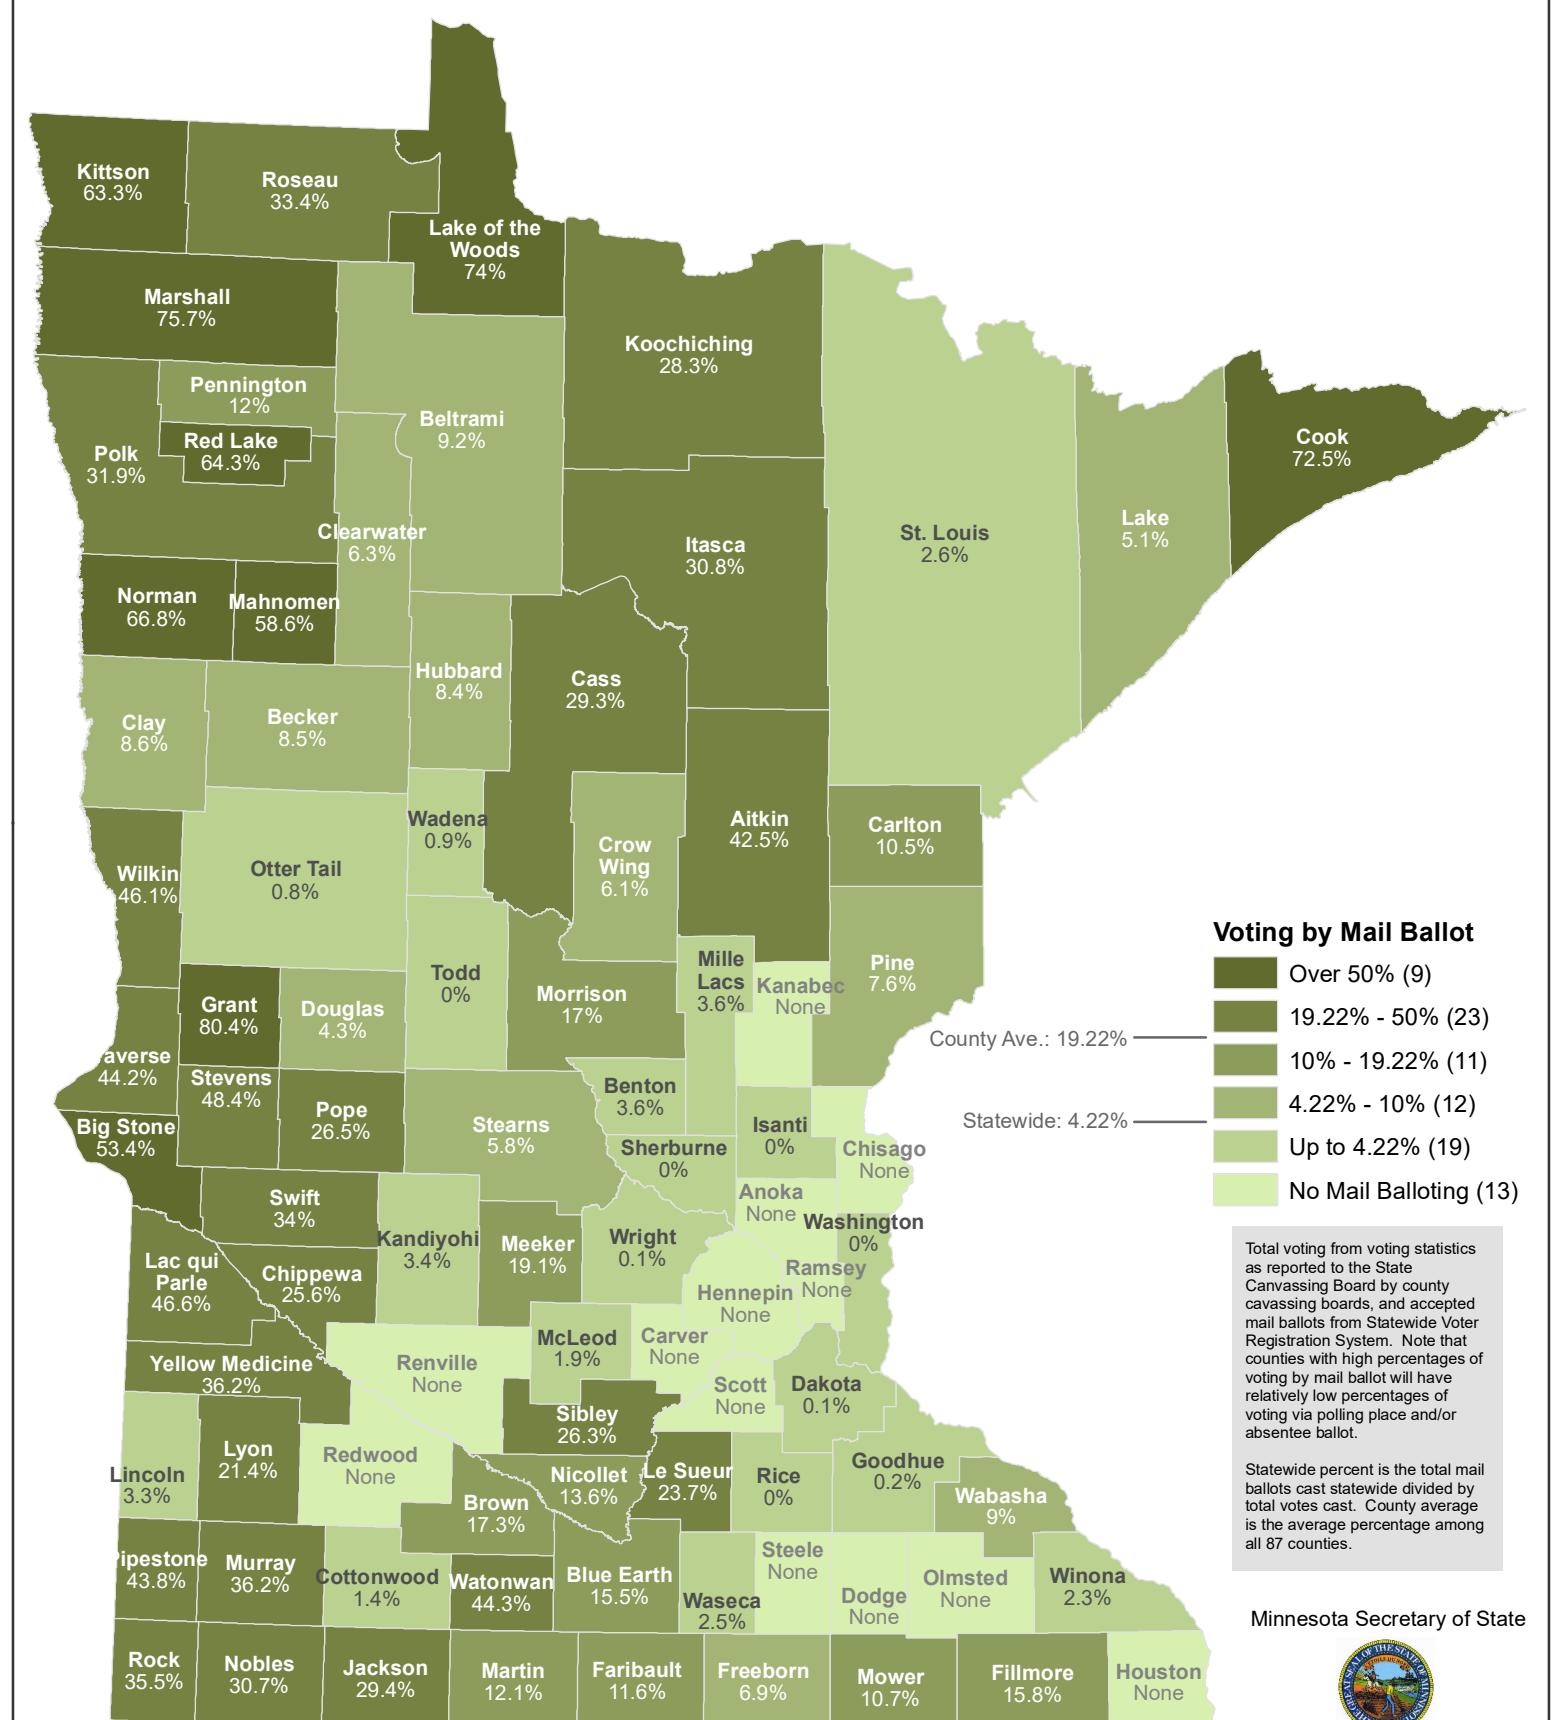 Kittson
63.3%
Roseau
33.4%
Lake of the
Woods
74%
Marshall
75.7%
Koochiching
28.3%
Pennington
12%
Beltrami
9.2%
Red Lake
64.3%
Polk
31.9%
Cook
72.5%
Clearwater
6.3%
Itasca
30.8%
St. Louis
2.6%
Lake
5.1%
Norman
66.8%
Mahnomen
58.6%
Hubbard
8.4%
Cass
29.3%
Clay
8.6%
Becker
8.5%
Wadena
0.9%
Aitkin
42.5%
Carlton
10.5%
Crow
Wing
6.1%
Wilkin
46.1%
Otter Tail
0.8%
Todd
0%
Mille
Lacs
3.6%
Kanabec
None
Pine
7.6%
Morrison
17%
Grant
80.4%
Douglas
4.3%
averse
44.2%
Stevens
48.4%
Pope
26.5%
Big Stone
53.4%
Stearns
5.8%
Benton
3.6%
Isanti
0%
Sherburne
0%
Chisago
None
Swift
34%
Anoka
None
Washington
0%
Kandiyohi
3.4%
Meeker
19.1%
Wright
0.1%
Lac qui
Parle
46.6%
Chippewa
25.6%
Ramsey
None
Hennepin
None
McLeod
1.9%
Carver
None
Yellow Medicine
36.2%
Renville
None
Scott
None
Dakota
0.1%
Sibley
26.3%
Lyon
21.4%
Redwood
None
Lincoln
3.3%
Nicollet
13.6%
Le Sueur
23.7%
Rice
0%
Goodhue
0.2%
Wabasha
9%
Brown
17.3%
Pipestone
43.8%
Murray
36.2%
Cottonwood
1.4%
Watonwan
44.3%
Blue Earth
15.5%
Waseca
2.5%
Steele
None
Dodge
None
Olmsted
None
Winona
2.3%
Rock
35.5%
Nobles
30.7%
Jackson
29.4%
Martin
12.1%
Faribault
11.6%
Freeborn
6.9%
Mower
10.7%
Fillmore
15.8%
Houston
None
Voting by Mail Ballot
Over 50% (9)
19.22% - 50% (23)
County Ave.: 19.22%
10% - 19.22% (11)
4.22% - 10% (12)
Statewide: 4.22%
Up to 4.22% (19)
No Mail Balloting (13)
Total voting from voting statistics
as reported to the State
Canvassing Board by county
cavassing boards, and accepted
mail ballots from Statewide Voter
Registration System.  Note that
counties with high percentages of
voting by mail ballot will have
relatively low percentages of
voting via polling place and/or
absentee ballot.
Statewide percent is the total mail
ballots cast statewide divided by
total votes cast.  County average
is the average percentage among
all 87 counties.
Minnesota Secretary of State